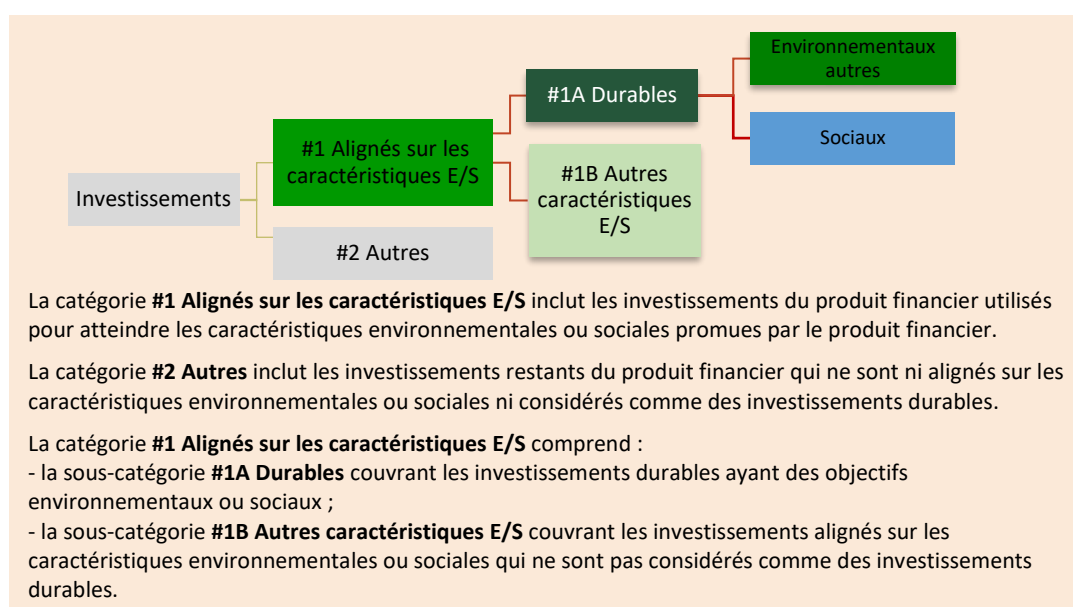 Environnementaux
autres
#1A Durables
Sociaux
#1 Alignés sur les
caractéristiques E/S
#1B Autres
caractéristiques
E/S
Investissements
#2 Autres
La catégorie #1 Alignés sur les caractéristiques E/S inclut les investissements du produit financier utilisés
pour atteindre les caractéristiques environnementales ou sociales promues par le produit financier.
La catégorie #2 Autres inclut les investissements restants du produit financier qui ne sont ni alignés sur les
caractéristiques environnementales ou sociales ni considérés comme des investissements durables.
La catégorie #1 Alignés sur les caractéristiques E/S comprend :
- la sous-catégorie #1A Durables couvrant les investissements durables ayant des objectifs
environnementaux ou sociaux ;
- la sous-catégorie #1B Autres caractéristiques E/S couvrant les investissements alignés sur les
caractéristiques environnementales ou sociales qui ne sont pas considérés comme des investissements
durables.